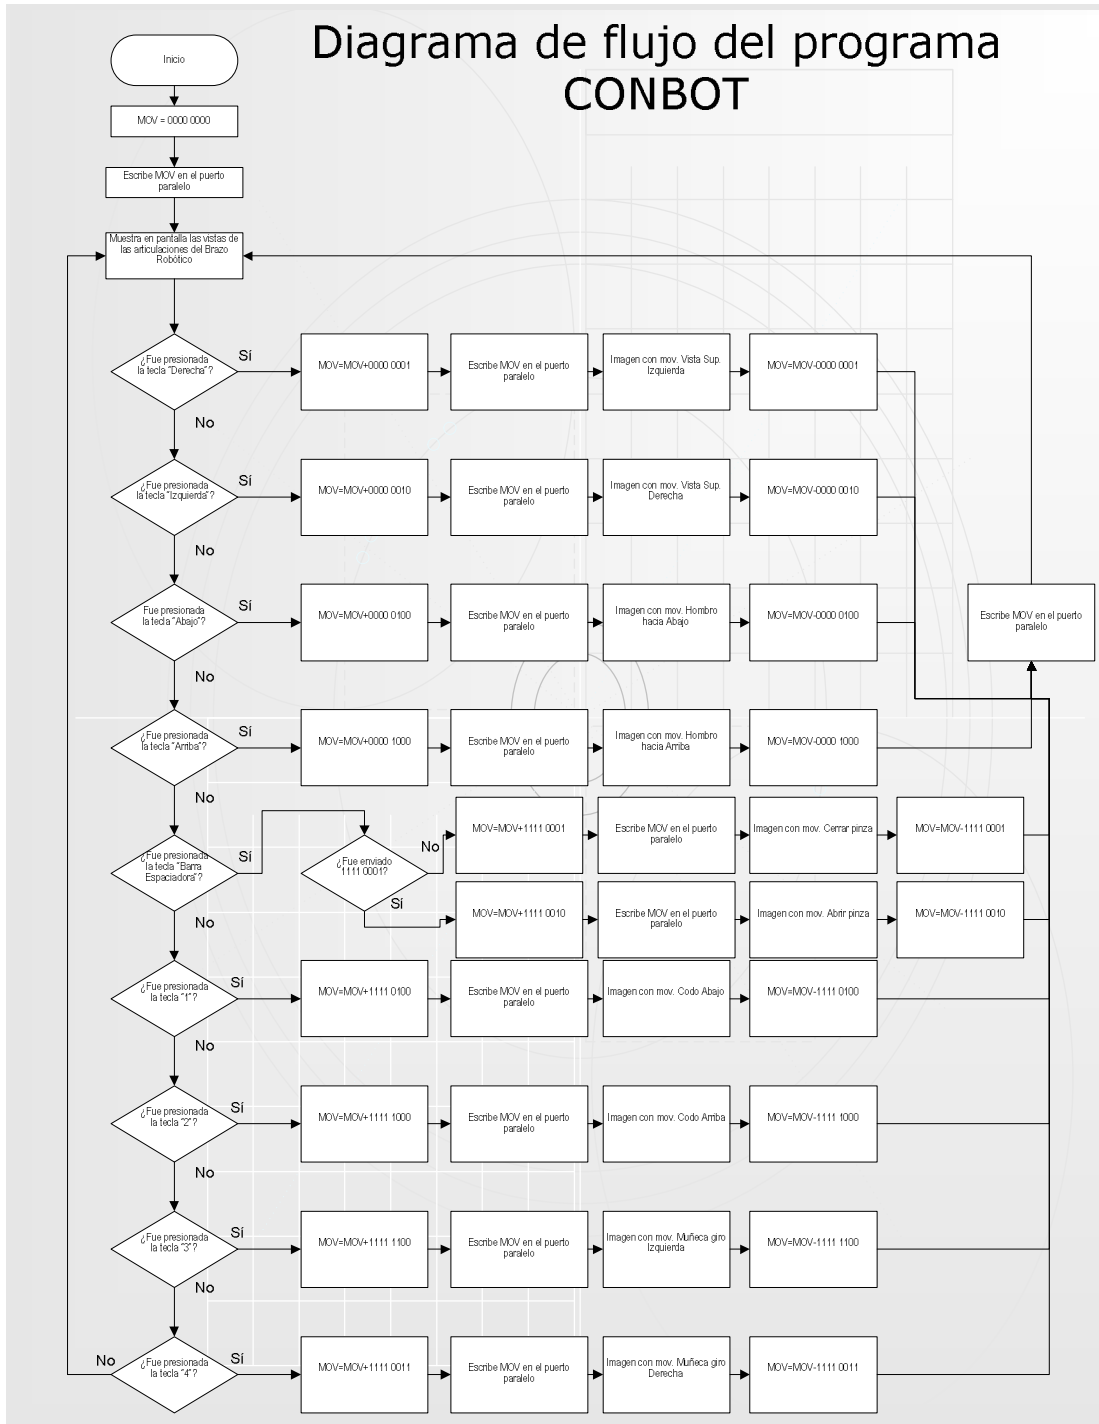 Diagrama de flujo del programa
CONBOT
Inicio
MOV = 0000 0000
Escribe MOV en el puerto
paralelo
Muestra en pantalla las vistas de
las articulaciones del Brazo
Robótico
¿Fue presionada
la tecla "Derecha"?
Sí
No
MOV=MOV+0000 0001
Escribe MOV en el puerto
paralelo
Imagen con mov. Vista Sup.
Izquierda
MOV=MOV-0000 0001
¿Fue presionada
la tecla "Izquierda"?
Sí
No
MOV=MOV+0000 0010
Escribe MOV en el puerto
paralelo
Imagen con mov. Vista Sup.
Derecha
MOV=MOV-0000 0010
Fue presionada
la tecla "Abajo"?
Sí
No
MOV=MOV+0000 0100
Escribe MOV en el puerto
paralelo
Imagen con mov. Hombro
hacia Abajo
MOV=MOV-0000 0100
Escribe MOV en el puerto
paralelo
¿Fue presionada
la tecla "Arriba"?
Sí
No
MOV=MOV+0000 1000
Escribe MOV en el puerto
paralelo
Imagen con mov. Hombro
hacia Arriba
MOV=MOV-0000 1000
¿Fue presionada
la tecla "Barra
Espaciadora"?
Sí
No
¿Fue enviado
1111 0001?
No
Sí
MOV=MOV+1111 0001
Escribe MOV en el puerto
paralelo
Imagen con mov. Cerrar pinza
MOV=MOV-1111 0001
MOV=MOV+1111 0010
Escribe MOV en el puerto
paralelo
Imagen con mov. Abrir pinza
MOV=MOV-1111 0010
¿Fue presionada
la tecla "1"?
Sí
No
MOV=MOV+1111 0100
Escribe MOV en el puerto
paralelo
Imagen con mov. Codo Abajo
MOV=MOV-1111 0100
¿Fue presionada
la tecla "2"?
Sí
No
MOV=MOV+1111 1000
Escribe MOV en el puerto
paralelo
Imagen con mov. Codo Arriba
MOV=MOV-1111 1000
¿Fue presionada
la tecla "3"?
Sí
No
MOV=MOV+1111 1100
Escribe MOV en el puerto
paralelo
Imagen con mov. Muñeca giro
Izquierda
MOV=MOV-1111 1100
¿Fue presionada
la tecla "4"?
No
Sí
MOV=MOV+1111 0011
Escribe MOV en el puerto
paralelo
Imagen con mov. Muñeca giro
Derecha
MOV=MOV-1111 0011